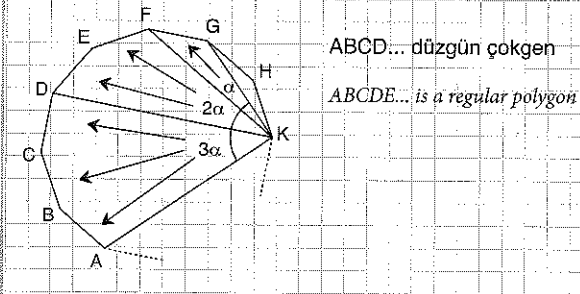 F
G
E
H
D
α
2α
K
3α
C
B
A
ABCD... düzgün çokgen
ABCDE... is a regular polygon